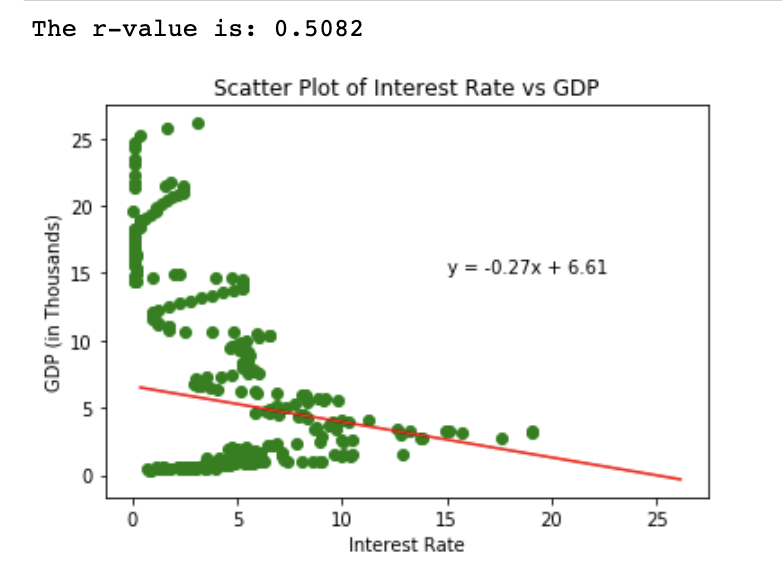 The r-value is: 0.5082
Scatter Plot of Interest Rate vs GDP
25
20
15
10
5
0
GDP (in Thousands)
y = -0.27x + 6.61
0 5 10 15 20 25
Interest Rate